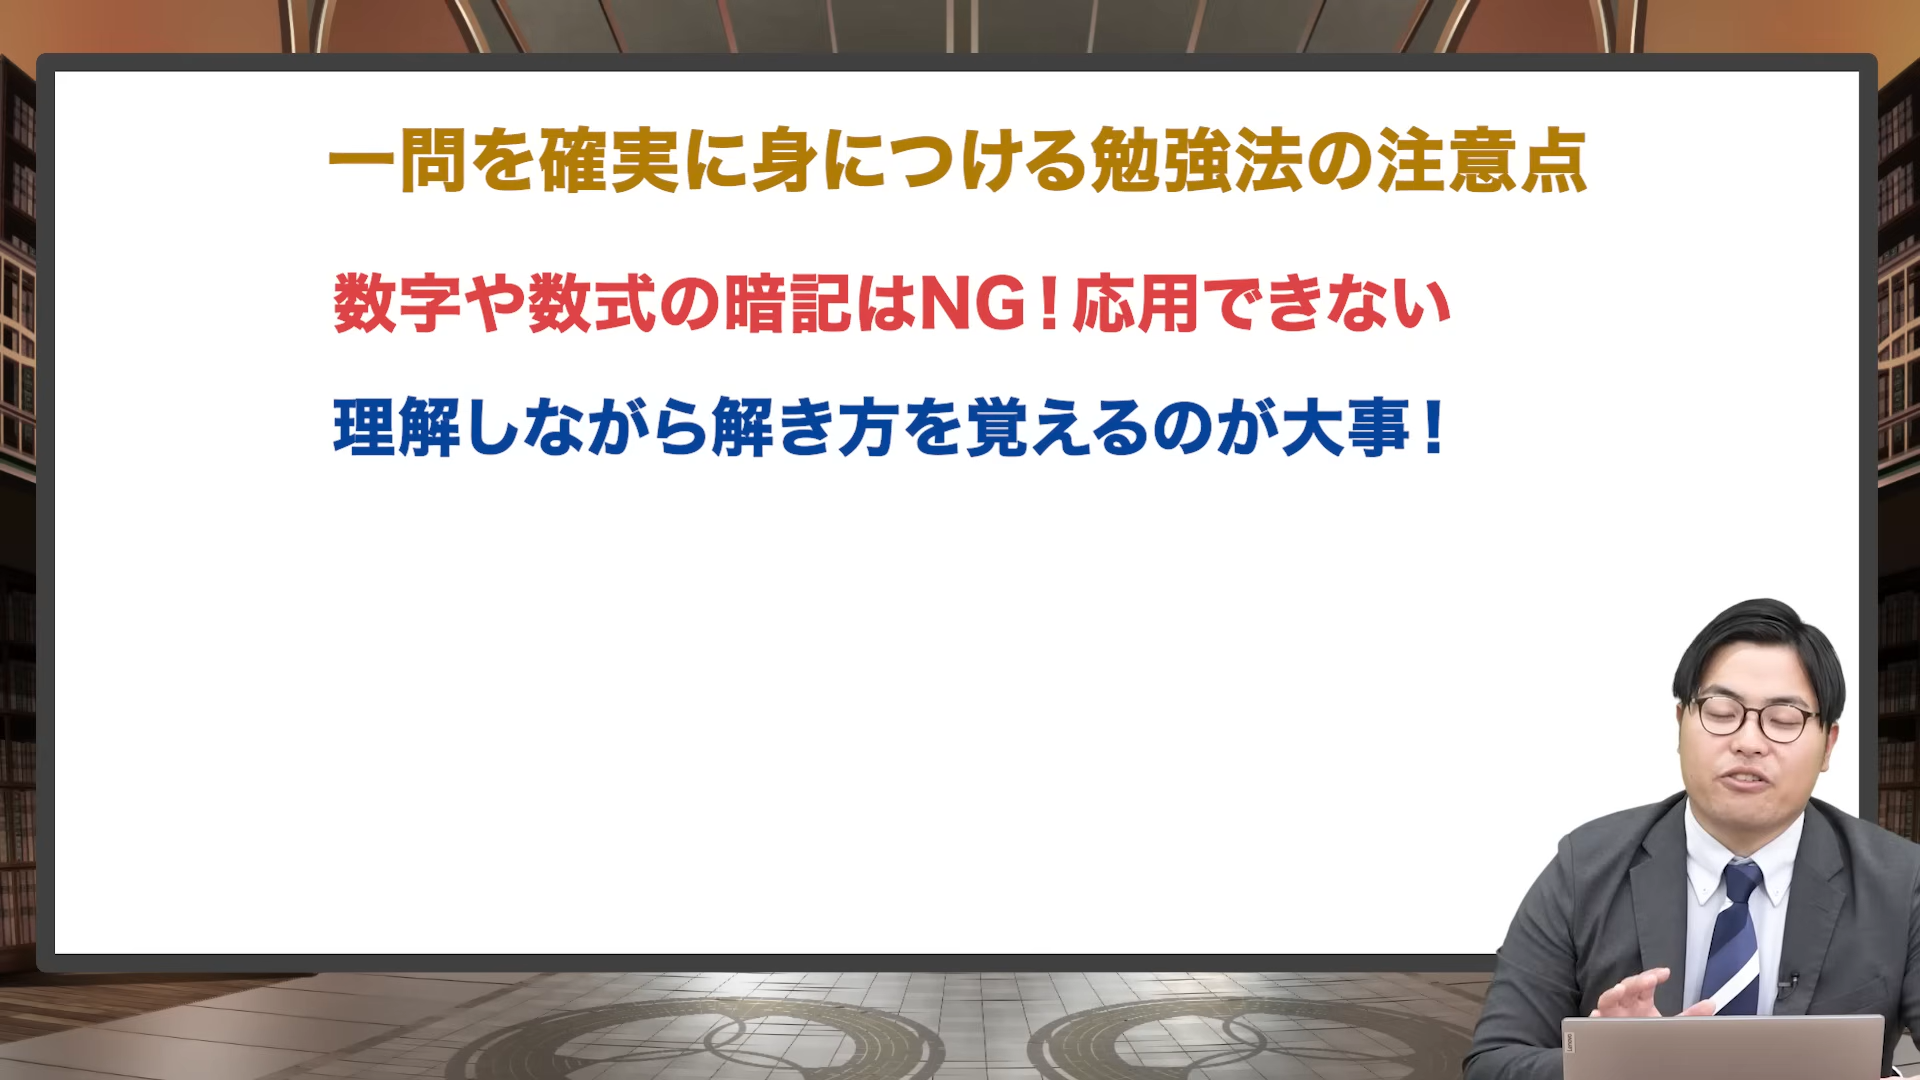 一問を確実に身につける勉強法の注意点
数字や数式の暗記はNG！応用できない
理解しながら解き方を覚えるのが大事！
Lenovo